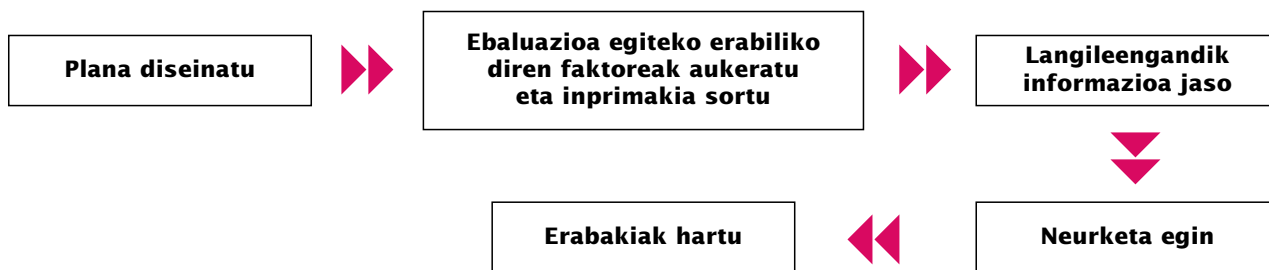 Plana diseinatu
Ebaluazioa egiteko erabiliko
diren faktoreak aukeratu
eta inprimakia sortu
Langileengandik
informazioa jaso
Neurketa egin
Erabakiak hartu